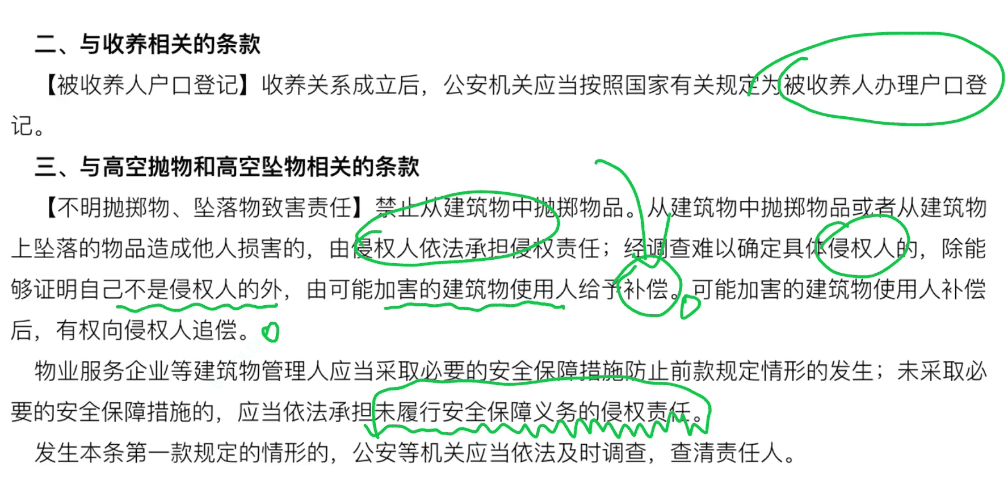 二、与收养相关的条款
【被收养人户口登记】收养关系成立后，公安机关应当按照国家有关规定为被收养人办理户口登
记。
三、与高空抛物和高空坠物相关的条款
【不明抛掷物、坠落物致害责任】禁止从建筑物中抛掷物品。从建筑物中抛掷物品或者从建筑物
上坠落的物品造成他人损害的，由侵权人依法承担侵权责任；经调查难以确定具体侵权人的，除能
够证明自己不是侵权人的外，由可能加害的建筑物使用人给予补偿。可能加害的建筑物使用人补偿
后，有权向侵权人追偿。
物业服务企业等建筑物管理人应当采取必要的安全保障措施防止前款规定情形的发生；未采取必
要的安全保障措施的，应当依法承担未履行安全保障义务的侵权责任。
发生本条第一款规定的情形的，公安等机关应当依法及时调查，查清责任人。